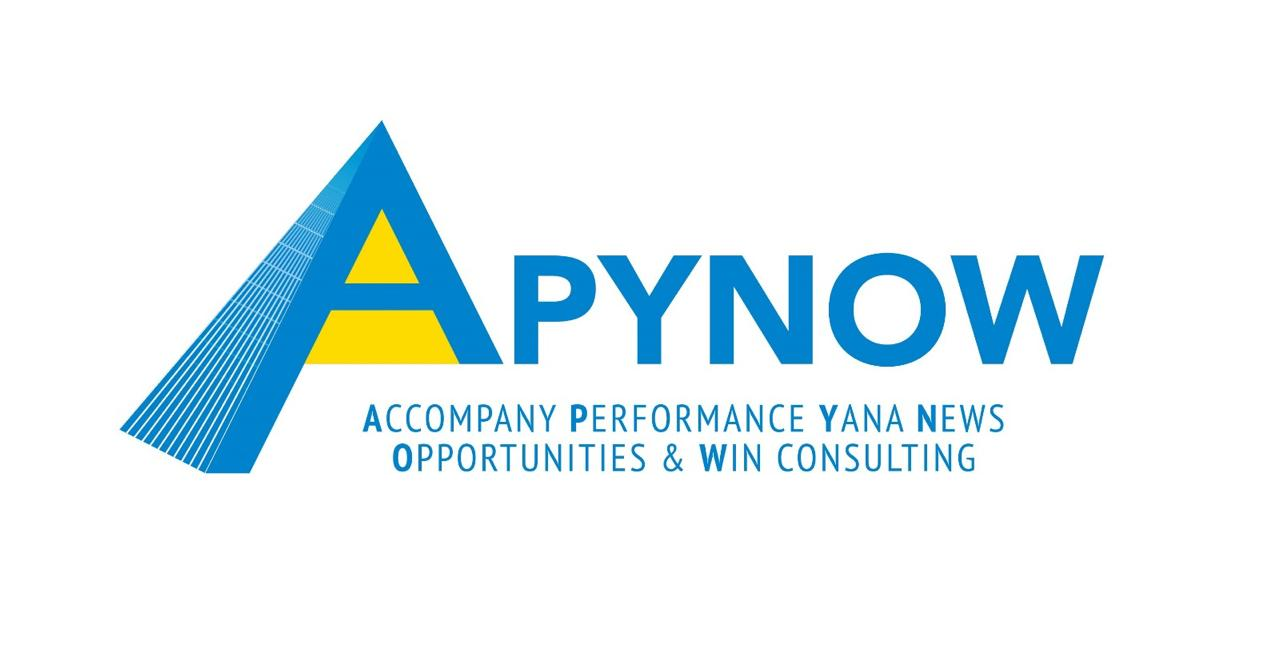 APYNOW
ACCOMPANY PERFORMANCE YANA NEWS
OPPORTUNITIES & WIN CONSULTING